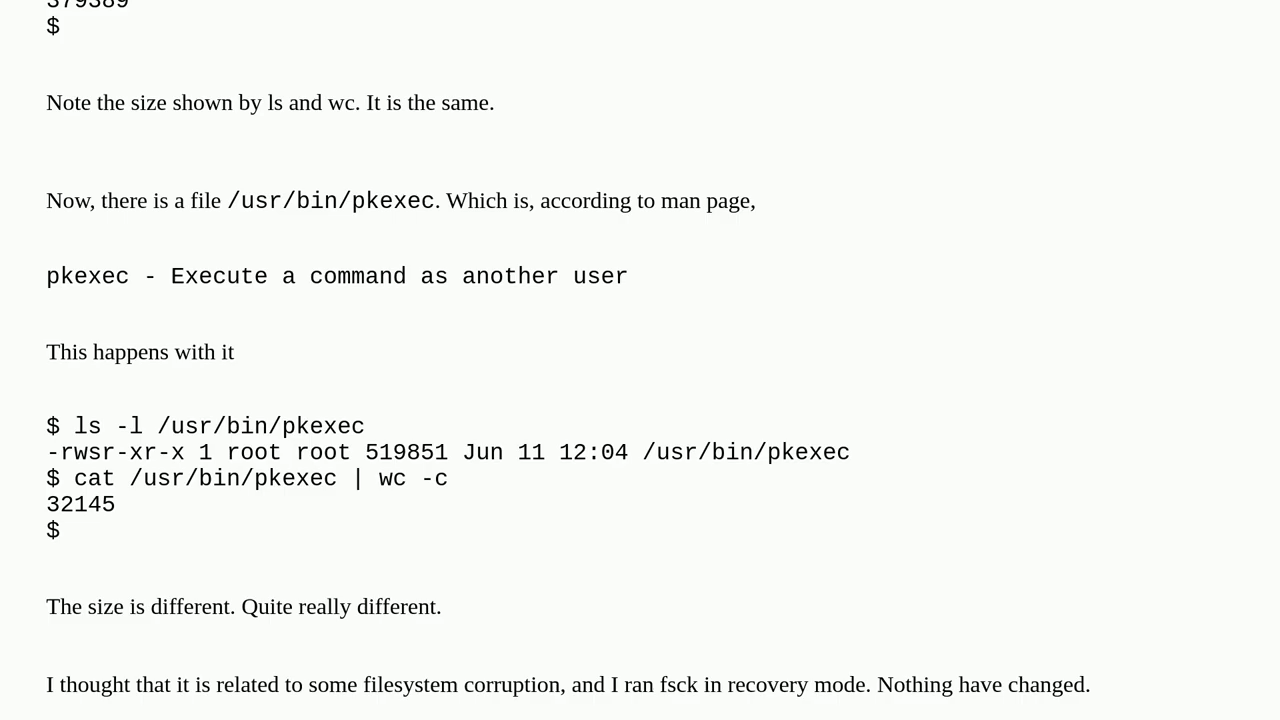 379389
$
Note the size shown by ls and wc. It is the same.
Now, there is a file /usr/bin/pkexec. Which is, according to man page,
pkexec - Execute a command as another user
This happens with it
$ ls -l /usr/bin/pkexec
-rwsr-xr-x 1 root root 519851 Jun 11 12:04 /usr/bin/pkexec
$ cat /usr/bin/pkexec | wc -c
32145
$
The size is different. Quite really different.
I thought that it is related to some filesystem corruption, and I ran fsck in recovery mode. Nothing have changed.